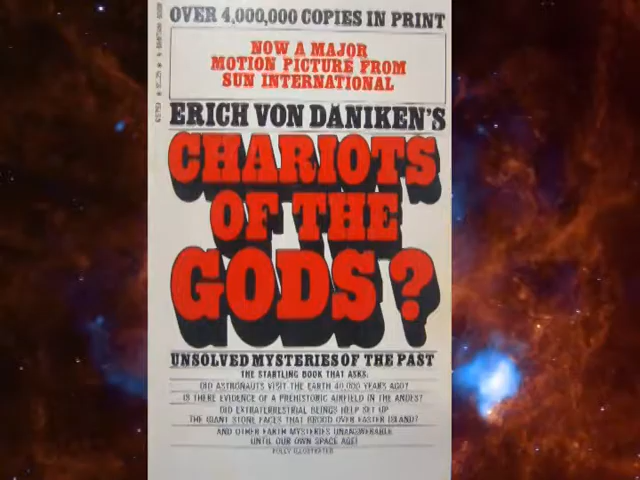 OVER 4,000,000 COPIES IN PRINT
NOW A MAJOR
MOTION PICTURE FROM
SUN INTERNATIONAL
ERICH VON DÄNIKEN'S
CHARIOTS
OF THE
GODS?
UNSOLVED MYSTERIES OF THE PAST
THE STARTLING BOOK THAT ASKS:
DID ASTRONAUTS VISIT THE EARTH 40,000 YEARS AGO?
IS THERE EVIDENCE OF A PREHISTORIC AIRFIELD IN THE ANDES?
DID EXTRATERRESTRIAL BEINGS HELP SET UP
THE GIANT STONE FACES THAT BROOD OVER EASTER ISLAND?
AND OTHER EARTH MYSTERIES UNANSWERABLE
UNTIL OUR OWN SPACE AGE!
FULLY ILLUSTRATED